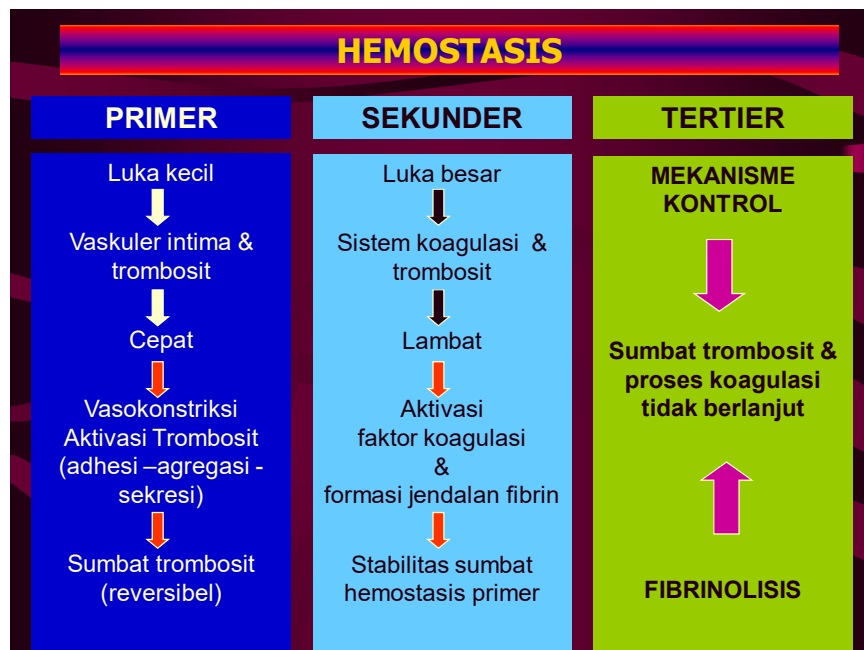 HEMOSTASIS
PRIMER
Luka kecil
Vaskuler intima &
trombosit
Cepat
Vasokonstriksi
Aktivasi Trombosit
(adhesi –agregasi -
sekresi)
Sumbat trombosit
(reversibel)
SEKUNDER
Luka besar
Sistem koagulasi &
trombosit
Lambat
Aktivasi
faktor koagulasi
&
formasi jendalan fibrin
Stabilitas sumbat
hemostasis primer
TERTIER
MEKANISME
KONTROL
Sumbat trombosit &
proses koagulasi
tidak berlanjut
FIBRINOLISIS